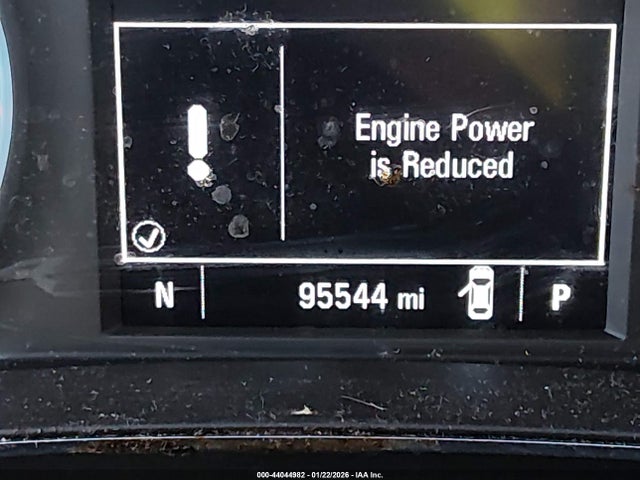 Engine Power
is Reduced
N 95544 mi P
000-44044982 - 01/22/2026 - IAA Inc.